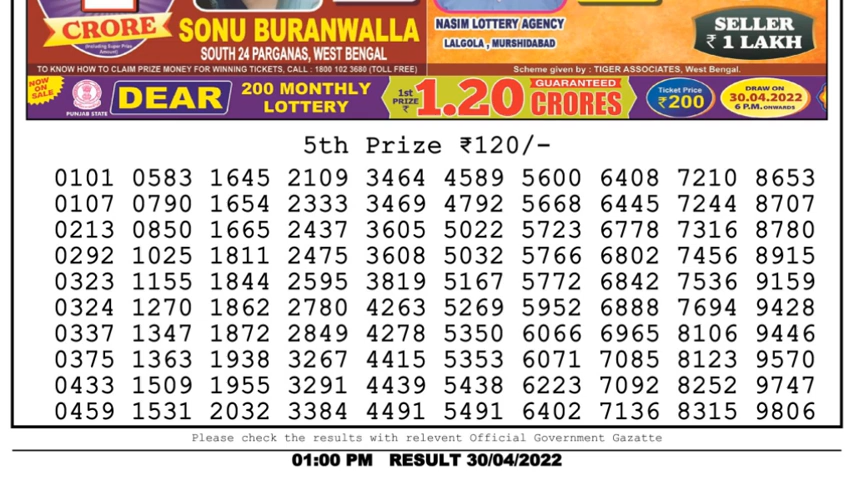 CRORE
(Including Super Prize Amount)
SONU BURANWALLA
SOUTH 24 PARGANAS, WEST BENGAL
NASIM LOTTERY AGENCY
LALGOLA, MURSHIDABAD
SELLER
₹ 1 LAKH
TO KNOW HOW TO CLAIM PRIZE MONEY FOR WINNING TICKETS, CALL : 1800 102 3680 (TOLL FREE)
Scheme given by : TIGER ASSOCIATES, West Bengal.
NOW ON SALE
PUNJAB STATE
DEAR
200 MONTHLY
LOTTERY
1st
PRIZE
₹
1.20
GUARANTEED
CRORES
Ticket Price
₹200
DRAW ON
30.04.2022
6 P.M. ONWARDS
5th Prize ₹120/-
0101 0583 1645 2109 3464 4589 5600 6408 7210 8653
0107 0790 1654 2333 3469 4792 5668 6445 7244 8707
0213 0850 1665 2437 3605 5022 5723 6778 7316 8780
0292 1025 1811 2475 3608 5032 5766 6802 7456 8915
0323 1155 1844 2595 3819 5167 5772 6842 7536 9159
0324 1270 1862 2780 4263 5269 5952 6888 7694 9428
0337 1347 1872 2849 4278 5350 6066 6965 8106 9446
0375 1363 1938 3267 4415 5353 6071 7085 8123 9570
0433 1509 1955 3291 4439 5438 6223 7092 8252 9747
0459 1531 2032 3384 4491 5491 6402 7136 8315 9806
Please check the results with relevent Official Government Gazatte
01:00 PM RESULT 30/04/2022